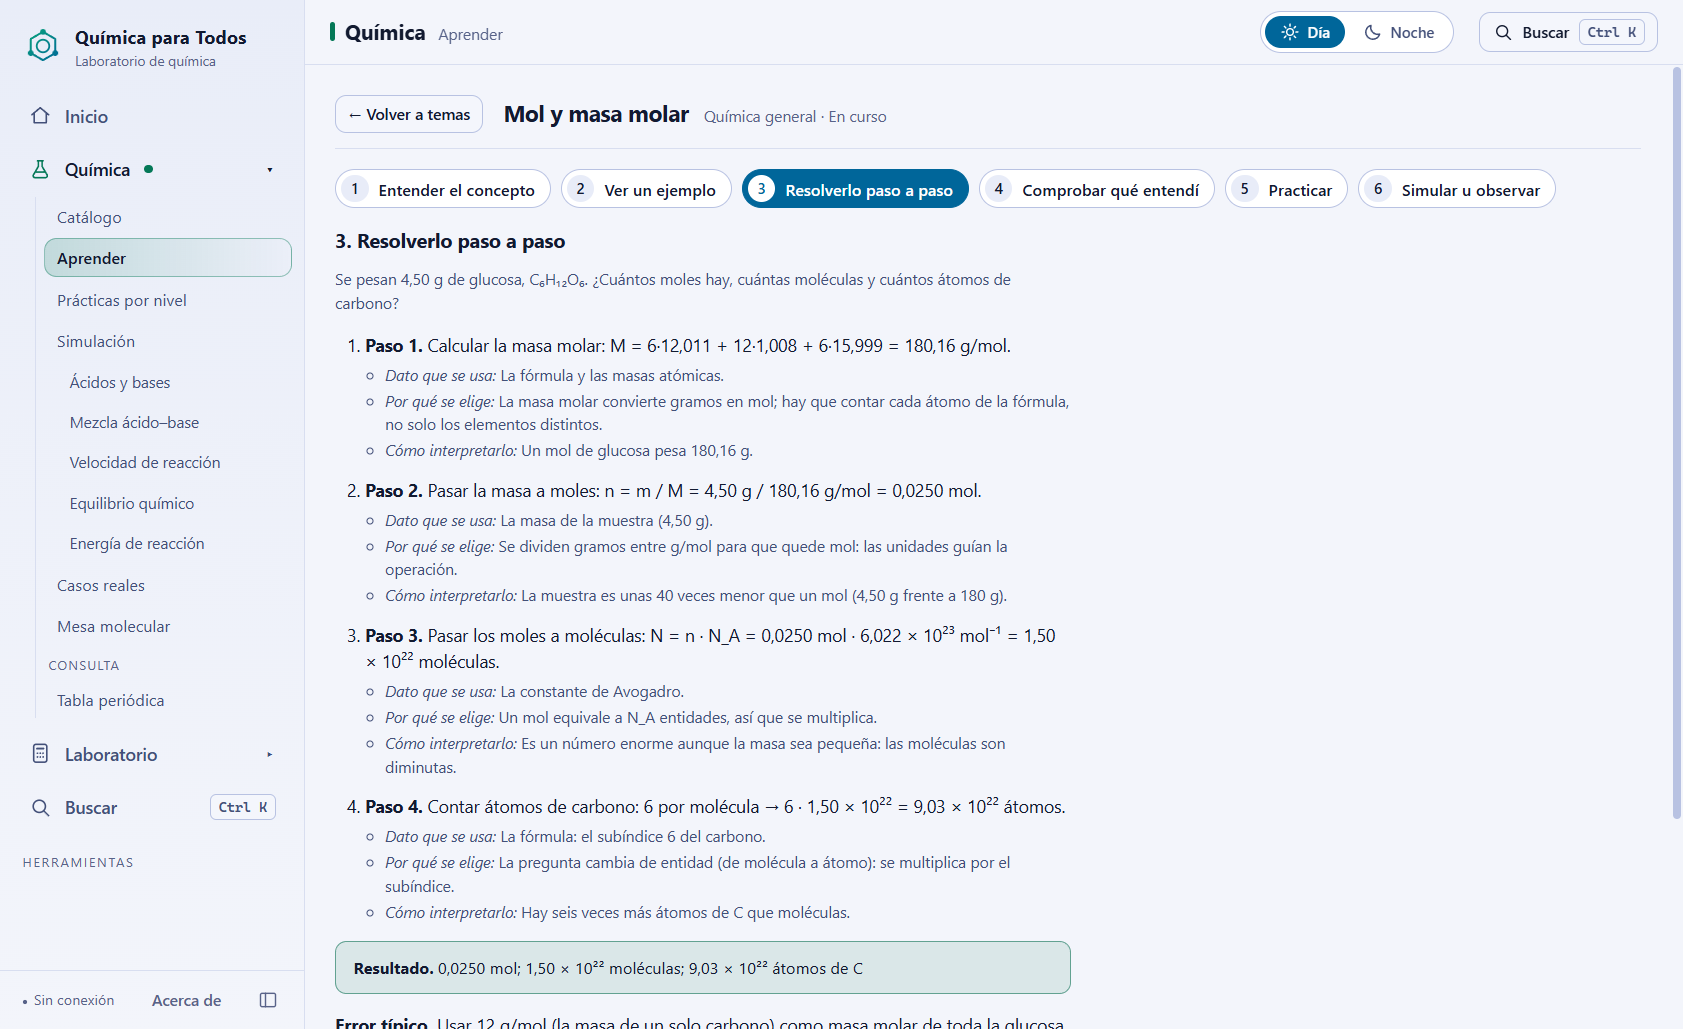 Química para Todos
Laboratorio de química
Inicio
Química
Catálogo
Aprender
Prácticas por nivel
Simulación
Ácidos y bases
Mezcla ácido–base
Velocidad de reacción
Equilibrio químico
Energía de reacción
Casos reales
Mesa molecular
CONSULTA
Tabla periódica
Laboratorio
Buscar Ctrl K
HERRAMIENTAS
• Sin conexión Acerca de
Química Aprender
Día Noche
Buscar Ctrl K
← Volver a temas Mol y masa molar Química general · En curso
1 Entender el concepto 2 Ver un ejemplo 3 Resolverlo paso a paso 4 Comprobar qué entendí 5 Practicar 6 Simular u observar
3. Resolverlo paso a paso
Se pesan 4,50 g de glucosa, C₆H₁₂O₆. ¿Cuántos moles hay, cuántas moléculas y cuántos átomos de
carbono?
1. Paso 1. Calcular la masa molar: M = 6·12,011 + 12·1,008 + 6·15,999 = 180,16 g/mol.
Dato que se usa: La fórmula y las masas atómicas.
Por qué se elige: La masa molar convierte gramos en mol; hay que contar cada átomo de la fórmula,
no solo los elementos distintos.
Cómo interpretarlo: Un mol de glucosa pesa 180,16 g.
2. Paso 2. Pasar la masa a moles: n = m / M = 4,50 g / 180,16 g/mol = 0,0250 mol.
Dato que se usa: La masa de la muestra (4,50 g).
Por qué se elige: Se dividen gramos entre g/mol para que quede mol: las unidades guían la
operación.
Cómo interpretarlo: La muestra es unas 40 veces menor que un mol (4,50 g frente a 180 g).
3. Paso 3. Pasar los moles a moléculas: N = n · N_A = 0,0250 mol · 6,022 × 10²³ mol⁻¹ = 1,50
× 10²² moléculas.
Dato que se usa: La constante de Avogadro.
Por qué se elige: Un mol equivale a N_A entidades, así que se multiplica.
Cómo interpretarlo: Es un número enorme aunque la masa sea pequeña: las moléculas son
diminutas.
4. Paso 4. Contar átomos de carbono: 6 por molécula → 6 · 1,50 × 10²² = 9,03 × 10²² átomos.
Dato que se usa: La fórmula: el subíndice 6 del carbono.
Por qué se elige: La pregunta cambia de entidad (de molécula a átomo): se multiplica por el
subíndice.
Cómo interpretarlo: Hay seis veces más átomos de C que moléculas.
Resultado. 0,0250 mol; 1,50 × 10²² moléculas; 9,03 × 10²² átomos de C
Error típico. Usar 12 g/mol (la masa de un solo carbono) como masa molar de toda la glucosa